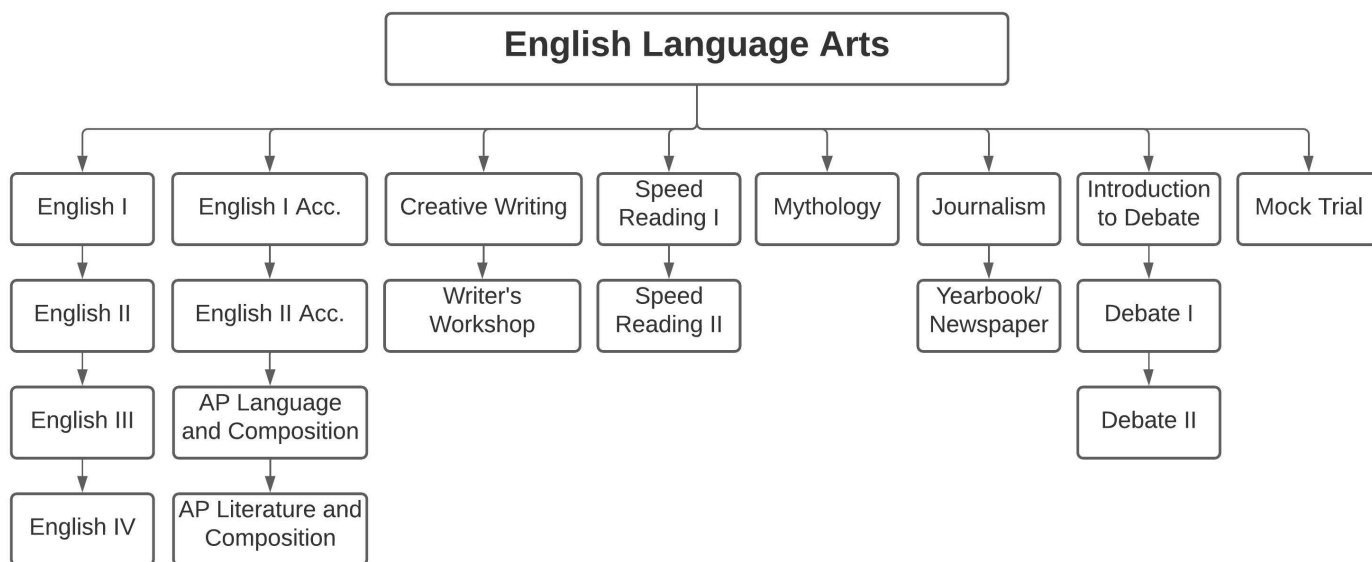 English Language Arts
English I
English I Acc.
Creative Writing
Speed
Reading I
Mythology
Journalism
Introduction
to Debate
Mock Trial
English II
English II Acc.
Writer's
Workshop
Speed
Reading II
Yearbook/
Newspaper
Debate I
English III
AP Language
and Composition
Debate II
English IV
AP Literature and
Composition